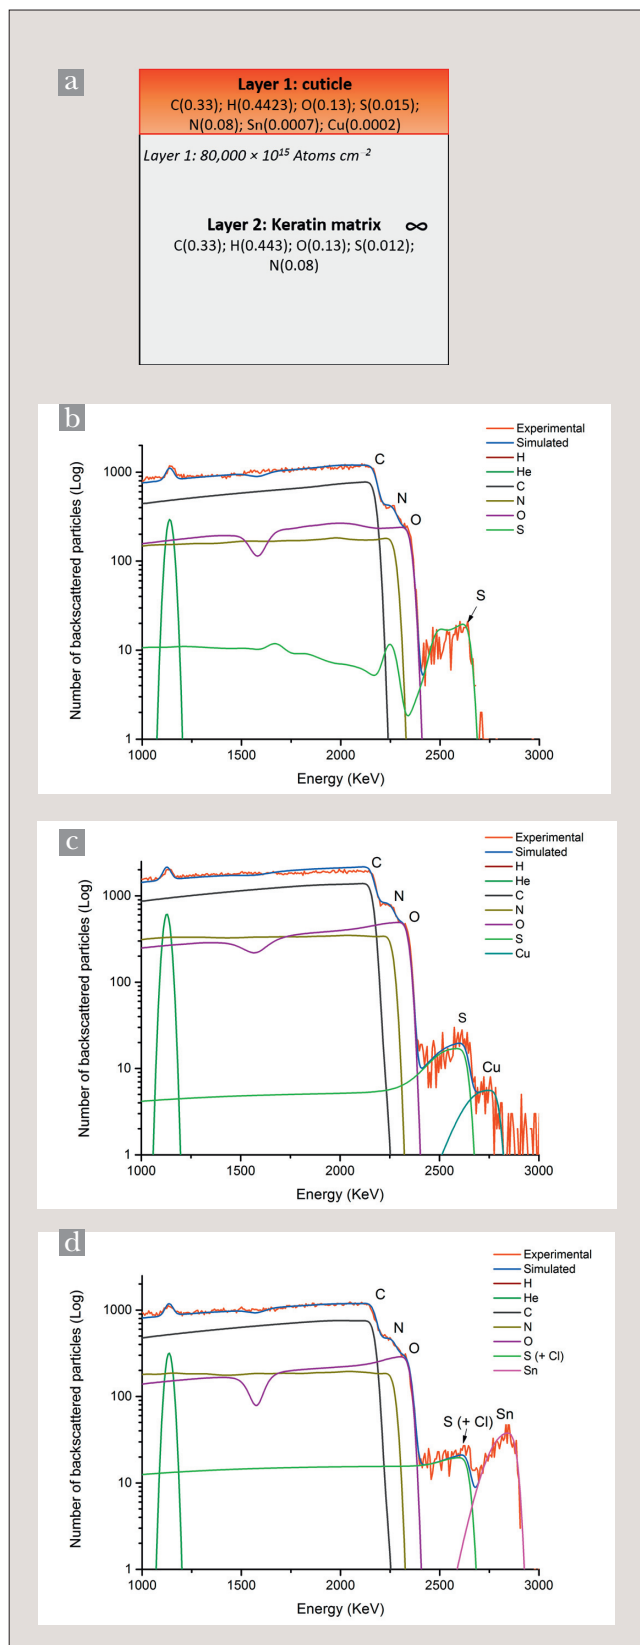 a
Layer 1: cuticle
C(0.33); H(0.4423); O(0.13); S(0.015);
N(0.08); Sn(0.0007); Cu(0.0002)
Layer 1: 80,000 × 10¹⁵ Atoms cm⁻²
Layer 2: Keratin matrix ∞
C(0.33); H(0.443); O(0.13); S(0.012);
N(0.08)
b
Number of backscattered particles (Log)
1000
100
10
1
1000 1500 2000 2500 3000
Energy (KeV)
C
N
O
S
Experimental
Simulated
H
He
C
N
O
S
c
Number of backscattered particles (Log)
1000
100
10
1
1000 1500 2000 2500 3000
Energy (KeV)
C
N
O
S
Cu
Experimental
Simulated
H
He
C
N
O
S
Cu
d
Number of backscattered particles (Log)
1000
100
10
1
1000 1500 2000 2500 3000
Energy (KeV)
C
N
O
S (+ Cl)
Sn
Experimental
Simulated
H
He
C
N
O
S (+ Cl)
Sn